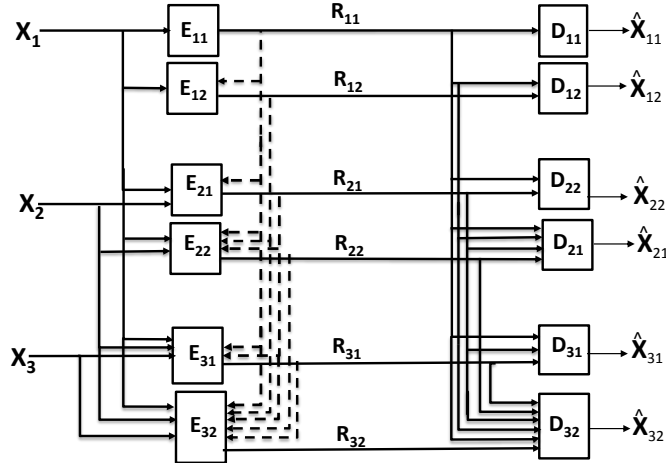 X1 E11 R11 D11 X̂11
E12 R12 D12 X̂12
X2 E21 R21 D22 X̂22
E22 R22 D21 X̂21
X3 E31 R31 D31 X̂31
E32 R32 D32 X̂32